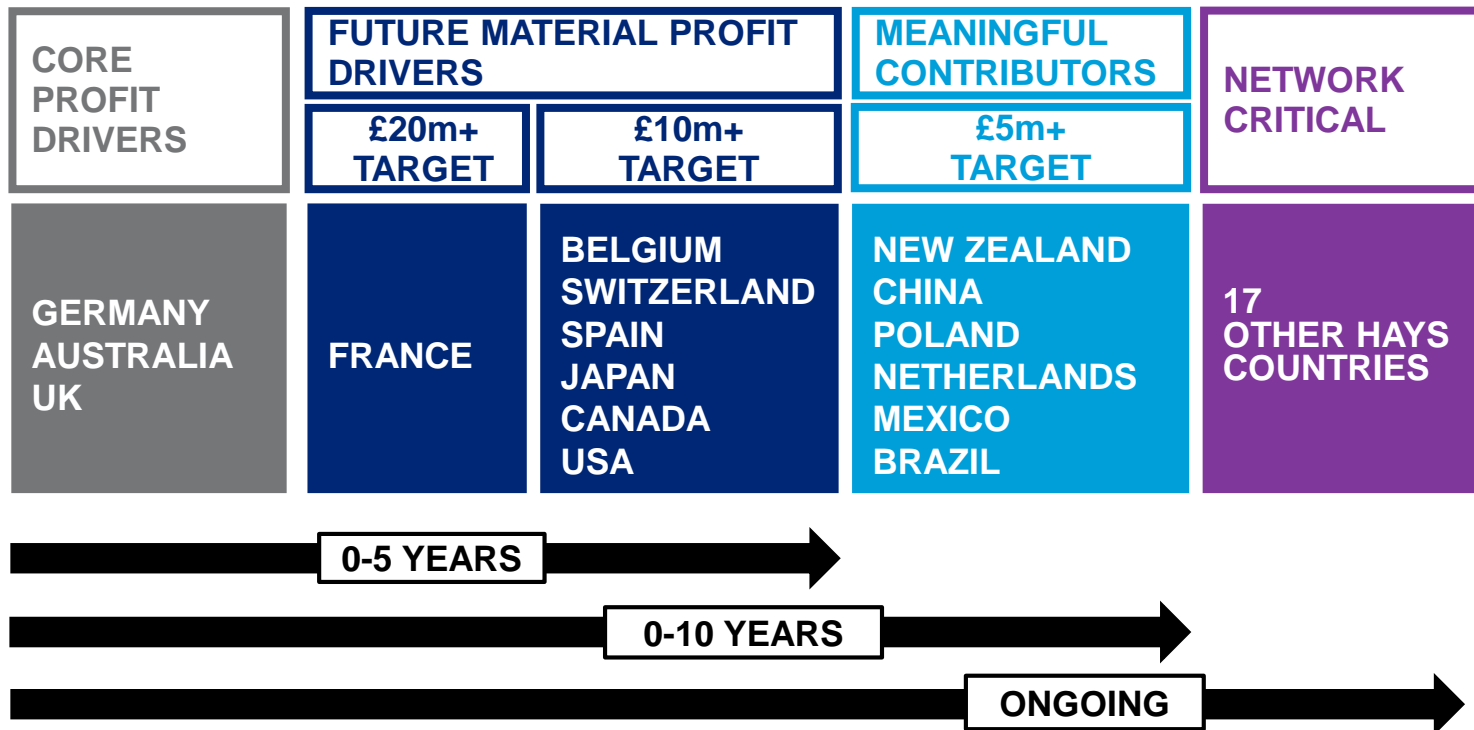 CORE
PROFIT
DRIVERS
FUTURE MATERIAL PROFIT
DRIVERS
£20m+
TARGET
£10m+
TARGET
MEANINGFUL
CONTRIBUTORS
£5m+
TARGET
NETWORK
CRITICAL
GERMANY
AUSTRALIA
UK
FRANCE
BELGIUM
SWITZERLAND
SPAIN
JAPAN
CANADA
USA
NEW ZEALAND
CHINA
POLAND
NETHERLANDS
MEXICO
BRAZIL
17
OTHER HAYS
COUNTRIES
0-5 YEARS
0-10 YEARS
ONGOING